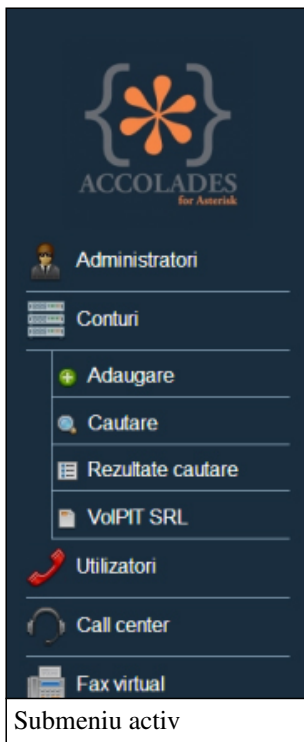 ACCOLADES
for Asterisk
Administratori
Conturi
Adaugare
Cautare
Rezultate cautare
VoIPIT SRL
Utilizatori
Call center
Fax virtual
Submeniu activ